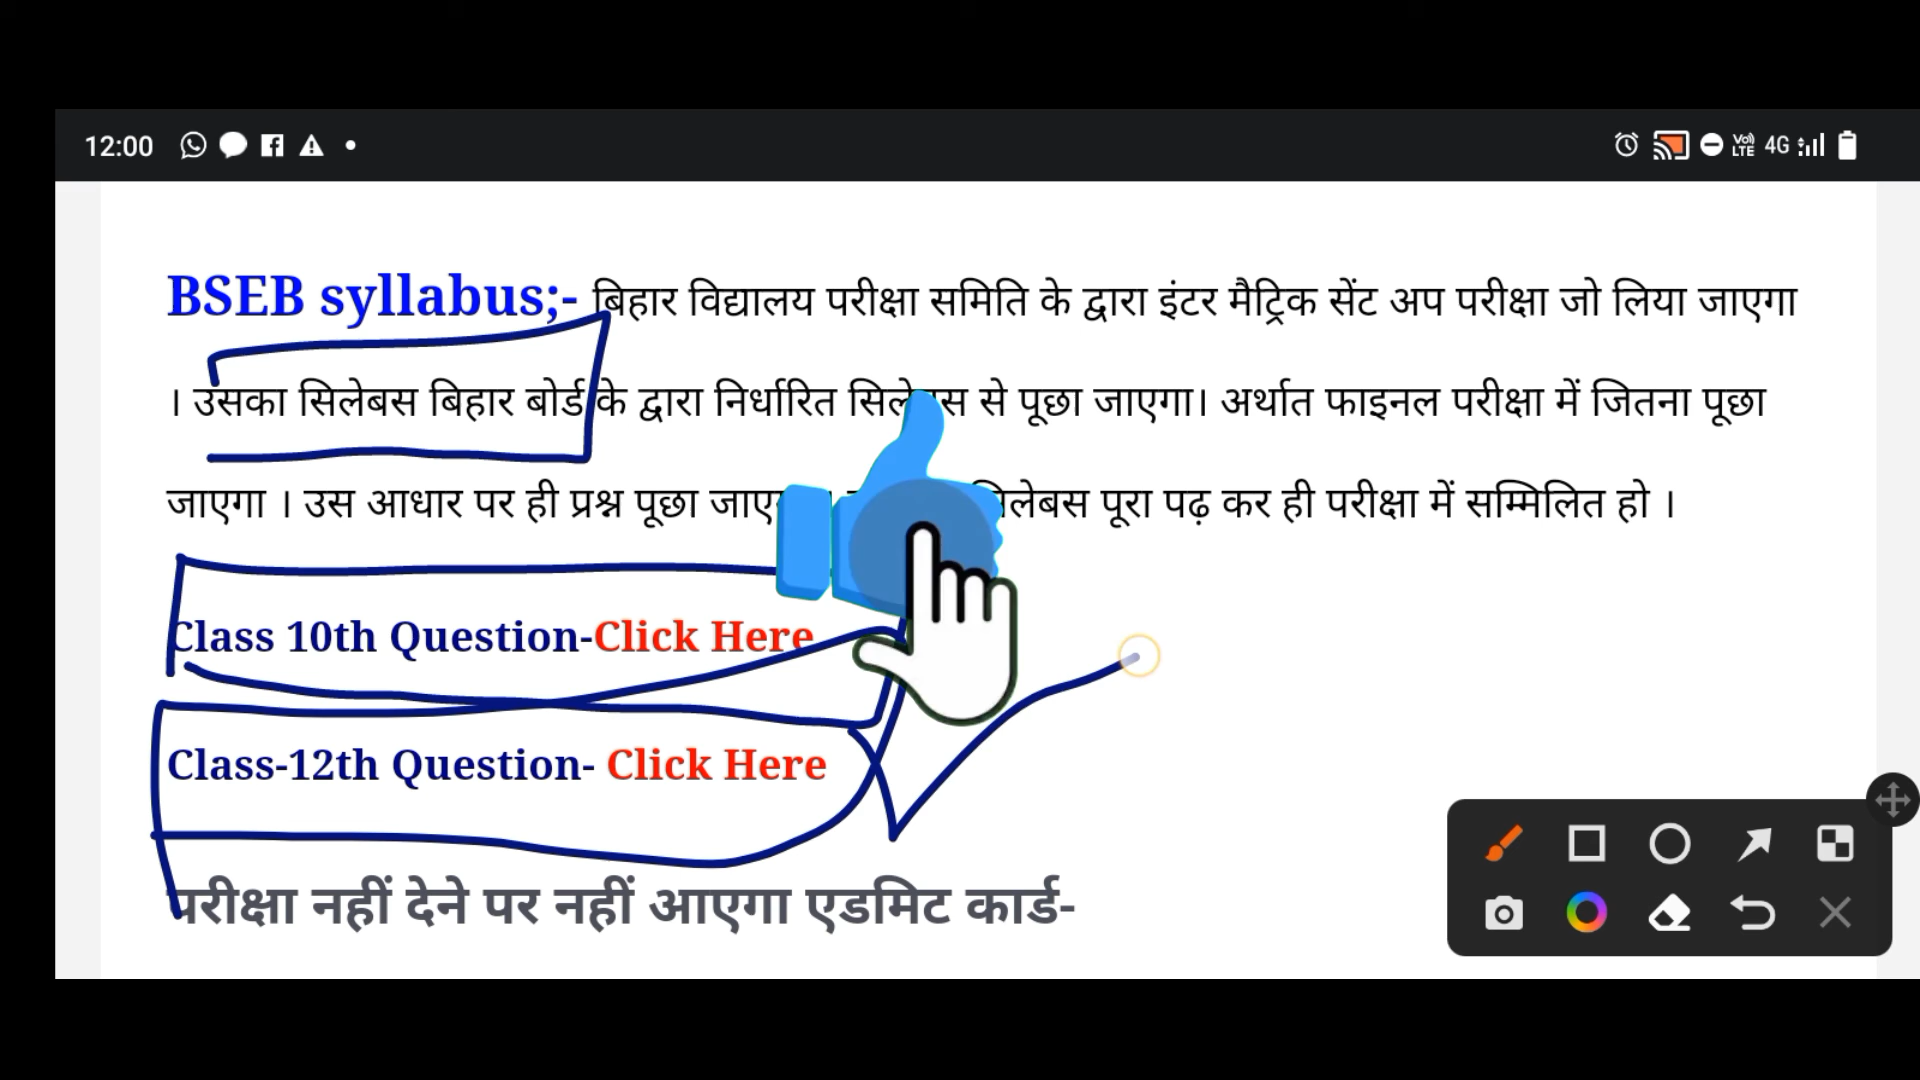 12:00
Vo) LTE 4G
BSEB syllabus;- बिहार विद्यालय परीक्षा समिति के द्वारा इंटर मैट्रिक सेंट अप परीक्षा जो लिया जाएगा
। उसका सिलेबस बिहार बोर्ड के द्वारा निर्धारित सिलेबस से पूछा जाएगा। अर्थात फाइनल परीक्षा में जितना पूछा
जाएगा । उस आधार पर ही प्रश्न पूछा पूरा पढ़ कर ही परीक्षा में सम्मिलित हो ।
Class 10th Question-Click Here
Class-12th Question- Click Here
परीक्षा नहीं देने पर नहीं आएगा एडमिट कार्ड-